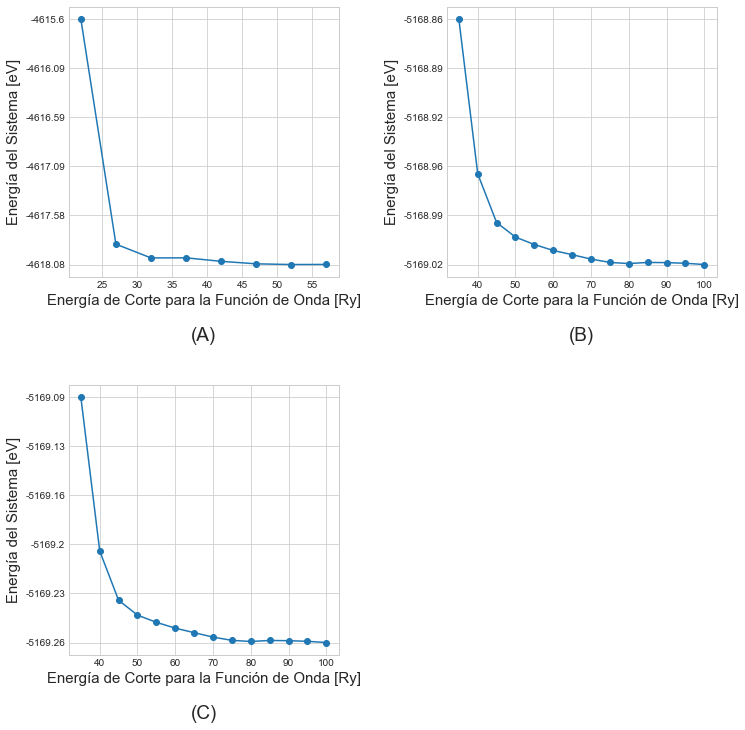 Energía del Sistema [eV]
-4615.6
-4616.09
-4616.59
-4617.09
-4617.58
-4618.08
25 30 35 40 45 50 55
Energía de Corte para la Función de Onda [Ry]
(A)
Energía del Sistema [eV]
-5168.86
-5168.89
-5168.92
-5168.96
-5168.99
-5169.02
40 50 60 70 80 90 100
Energía de Corte para la Función de Onda [Ry]
(B)
Energía del Sistema [eV]
-5169.09
-5169.13
-5169.16
-5169.2
-5169.23
-5169.26
40 50 60 70 80 90 100
Energía de Corte para la Función de Onda [Ry]
(C)